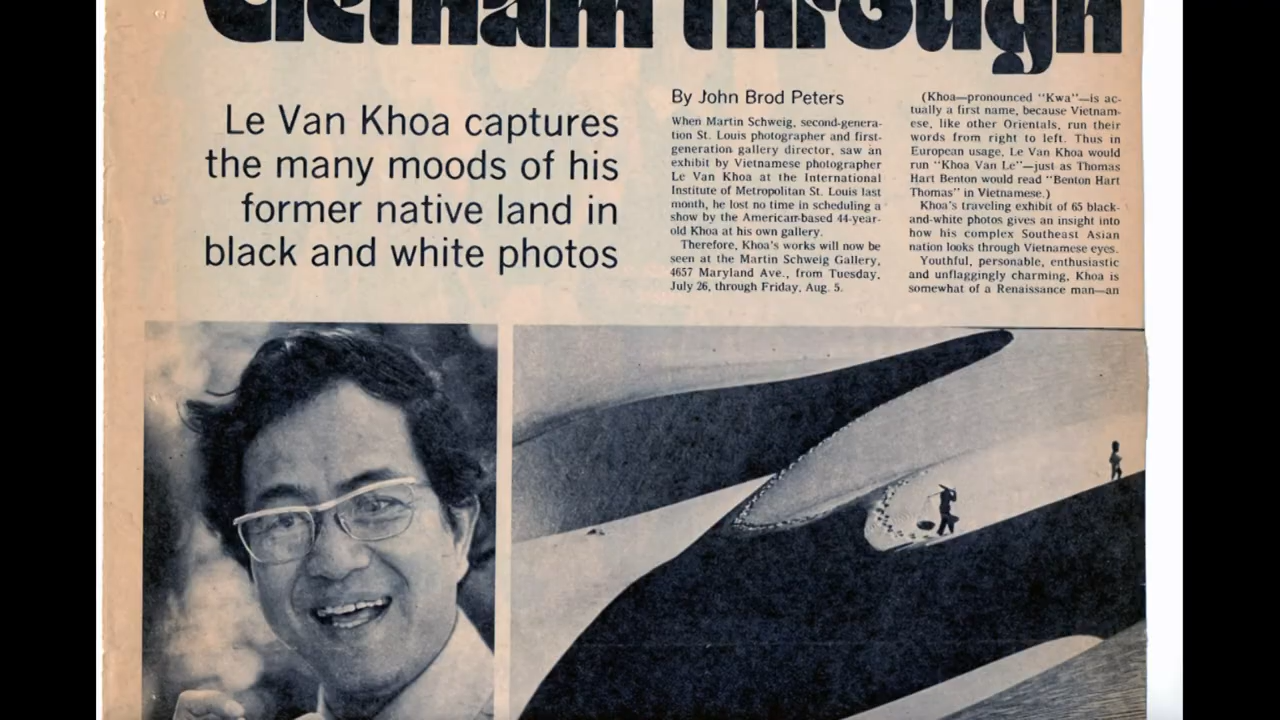 Vietnam Through
Le Van Khoa captures
the many moods of his
former native land in
black and white photos
By John Brod Peters
When Martin Schweig, second-genera-
tion St. Louis photographer and first-
generation gallery director, saw an
exhibit by Vietnamese photographer
Le Van Khoa at the International
Institute of Metropolitan St. Louis last
month, he lost no time in scheduling a
show by the American-based 44-year-
old Khoa at his own gallery.
Therefore, Khoa's works will now be
seen at the Martin Schweig Gallery,
4657 Maryland Ave., from Tuesday,
July 26, through Friday, Aug. 5.
(Khoa—pronounced "Kwa"—is ac-
tually a first name, because Vietnam-
ese, like other Orientals, run their
words from right to left. Thus in
European usage, Le Van Khoa would
run "Khoa Van Le"—just as Thomas
Hart Benton would read "Benton Hart
Thomas" in Vietnamese.)
Khoa's traveling exhibit of 65 black-
and-white photos gives an insight into
how his complex Southeast Asian
nation looks through Vietnamese eyes.
Youthful, personable, enthusiastic
and unflaggingly charming, Khoa is
somewhat of a Renaissance man—an